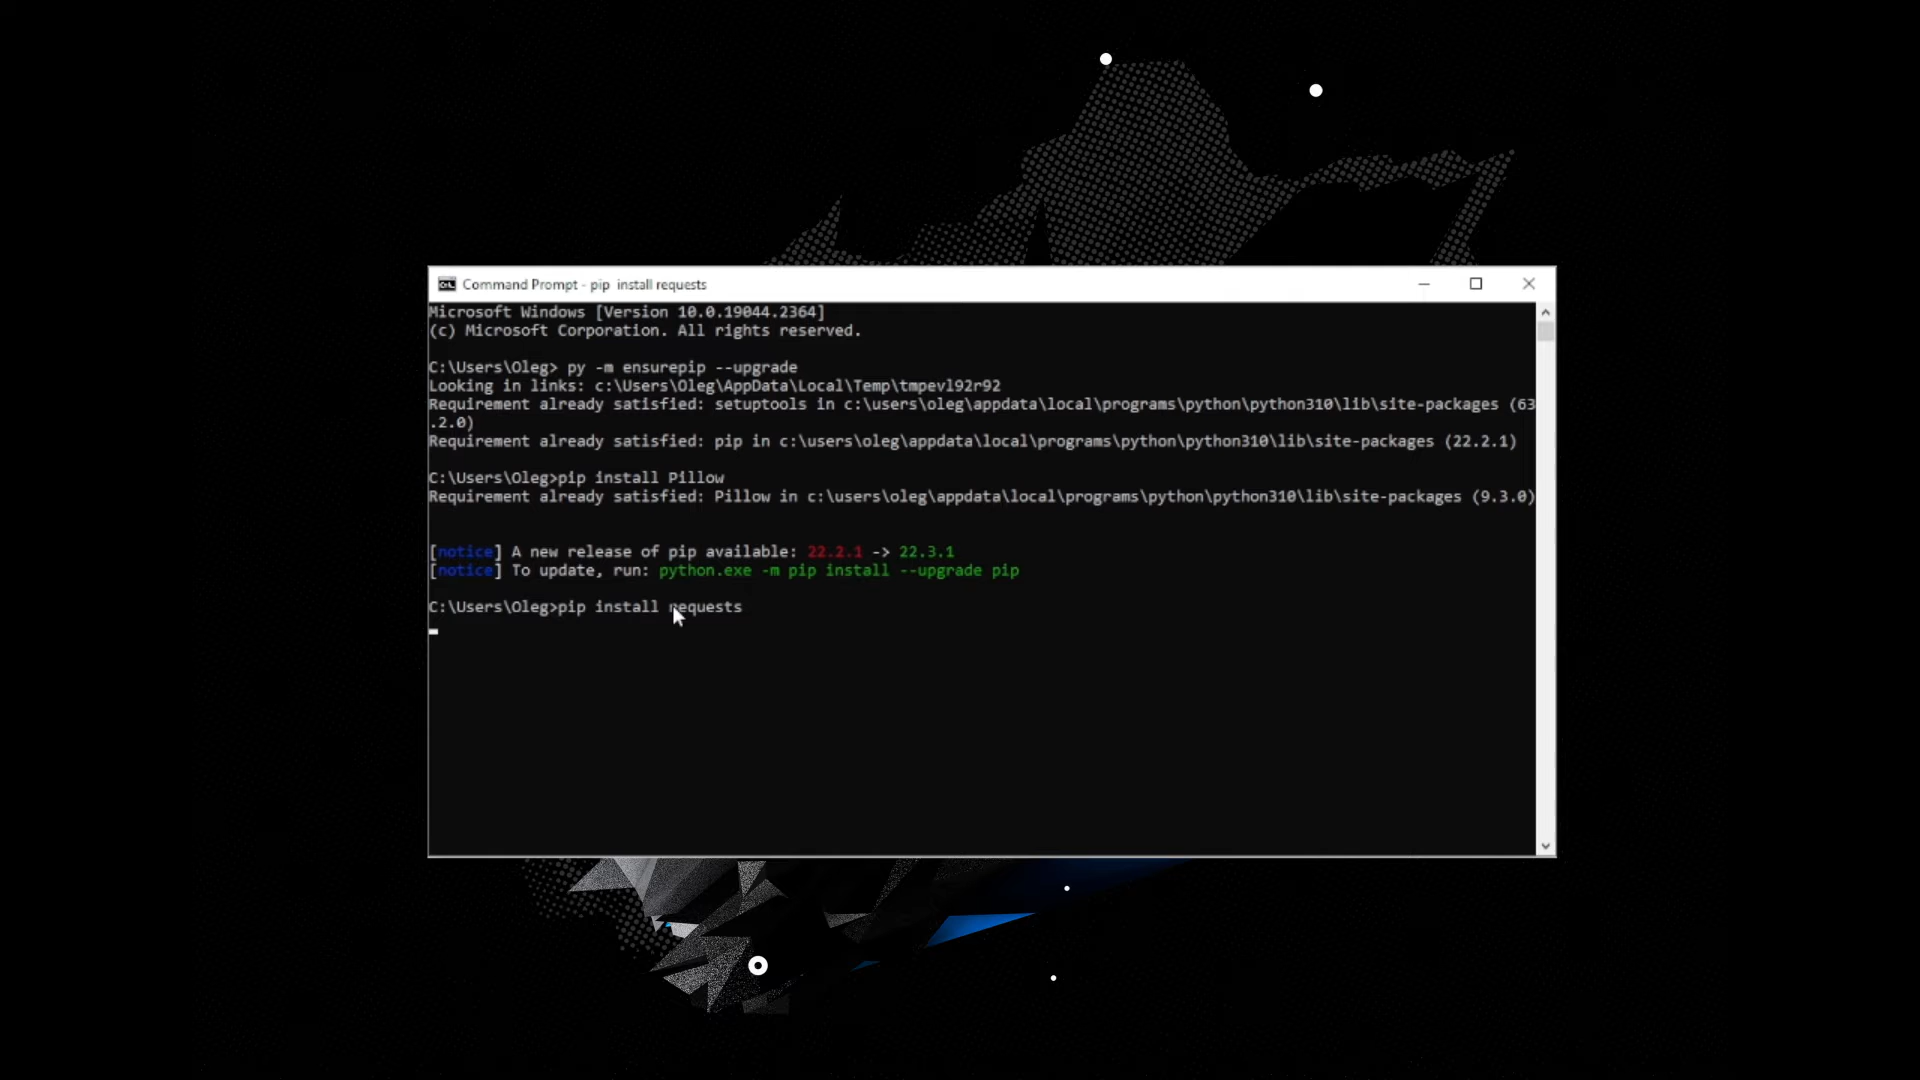 Command Prompt - pip  install requests
Microsoft Windows [Version 10.0.19044.2364]
(c) Microsoft Corporation. All rights reserved.
C:\Users\Oleg> py -m ensurepip --upgrade
Looking in links: c:\Users\Oleg\AppData\Local\Temp\tmpevl92r92
Requirement already satisfied: setuptools in c:\users\oleg\appdata\local\programs\python\python310\lib\site-packages (63
.2.0)
Requirement already satisfied: pip in c:\users\oleg\appdata\local\programs\python\python310\lib\site-packages (22.2.1)
C:\Users\Oleg>pip install Pillow
Requirement already satisfied: Pillow in c:\users\oleg\appdata\local\programs\python\python310\lib\site-packages (9.3.0)
[notice] A new release of pip available: 22.2.1 -> 22.3.1
[notice] To update, run: python.exe -m pip install --upgrade pip
C:\Users\Oleg>pip install requests